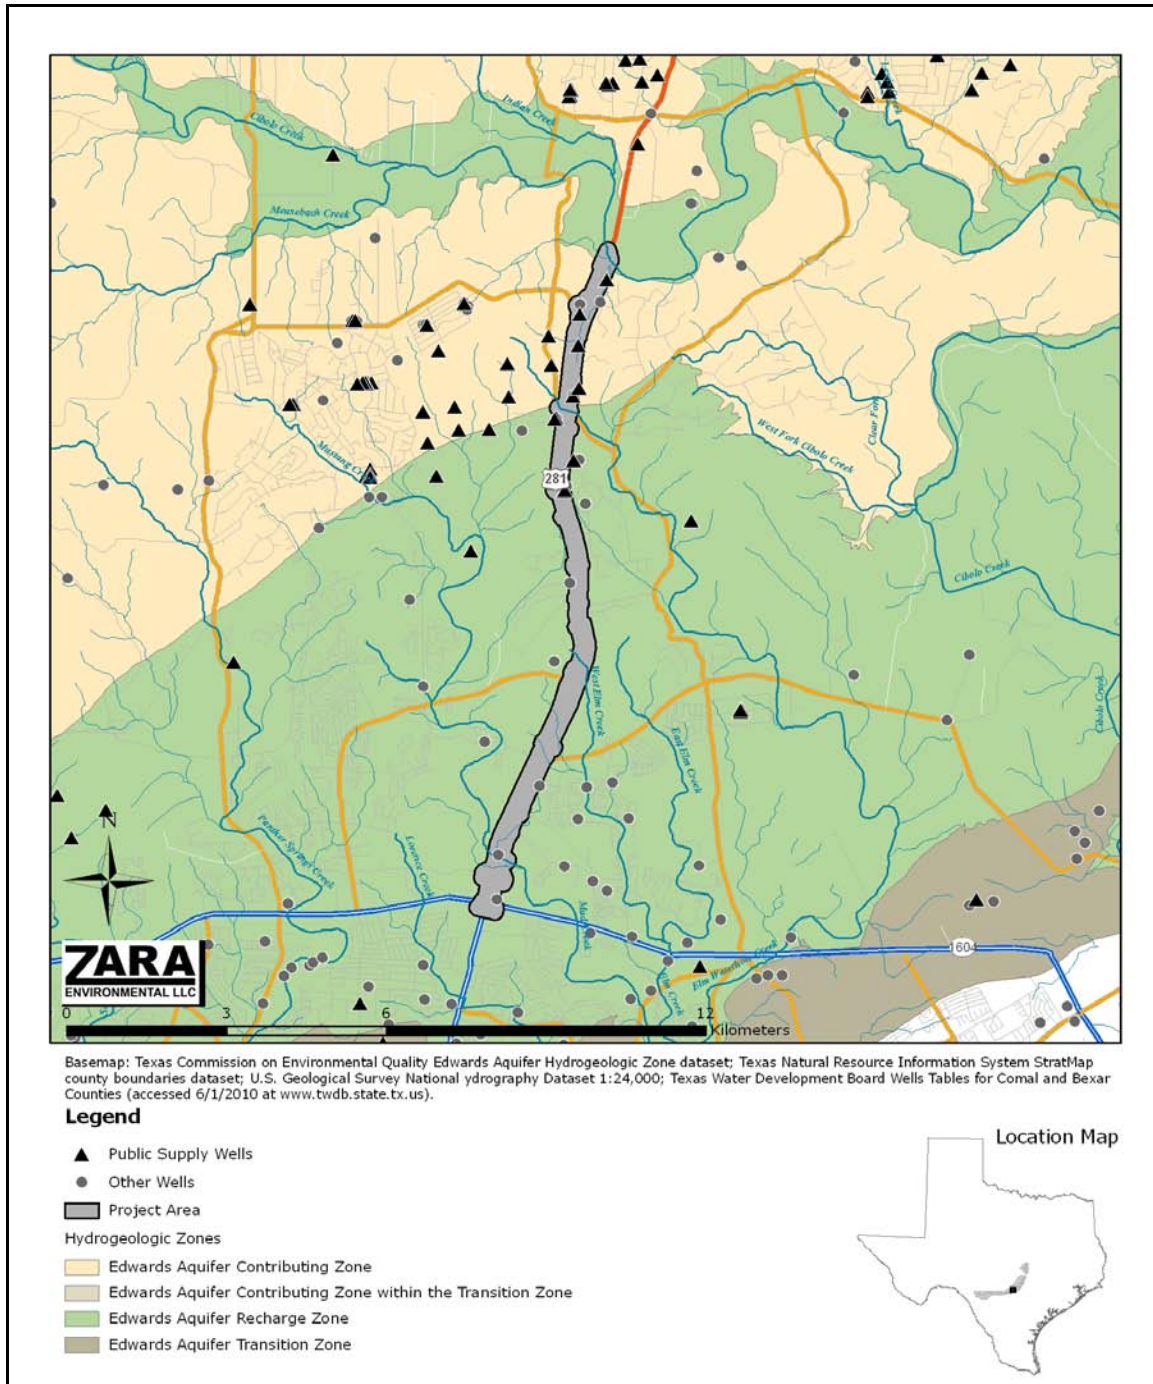 Indian Creek
Cibolo Creek
Meusebach Creek
Clear Fork
West Fork Cibolo Creek
Mustang Creek
281
Cibolo Creek
West Elm Creek
Cibolo Creek
East Elm Creek
N
Panther Springs Creek
Lorence Creek
Mud Creek
1604
Elm Waterhole Creek
Elm Creek
ZARA
ENVIRONMENTAL LLC
0 3 6 12
Kilometers
Basemap: Texas Commission on Environmental Quality Edwards Aquifer Hydrogeologic Zone dataset; Texas Natural Resource Information System StratMap
county boundaries dataset; U.S. Geological Survey National ydrography Dataset 1:24,000; Texas Water Development Board Wells Tables for Comal and Bexar
Counties (accessed 6/1/2010 at www.twdb.state.tx.us).
Legend
Location Map
Public Supply Wells
Other Wells
Project Area
Hydrogeologic Zones
Edwards Aquifer Contributing Zone
Edwards Aquifer Contributing Zone within the Transition Zone
Edwards Aquifer Recharge Zone
Edwards Aquifer Transition Zone